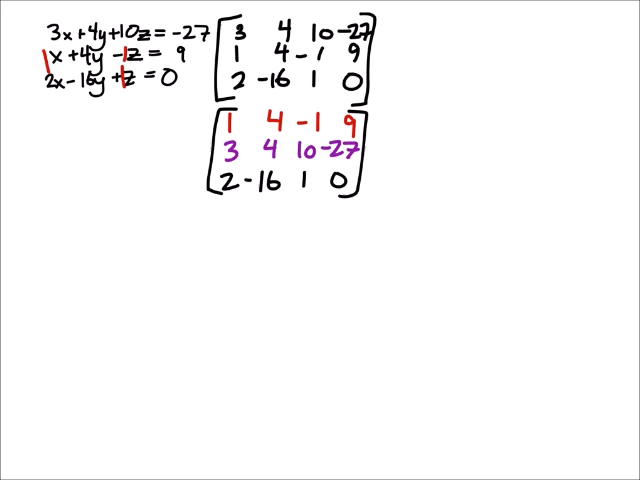 3x+4y+10z=-27
1x+4y-1z= 9
2x-16y+1z=0
3 4 10 -27
1 4 -1 9
2 -16 1 0
1 4 -1 9
3 4 10 -27
2 -16 1 0